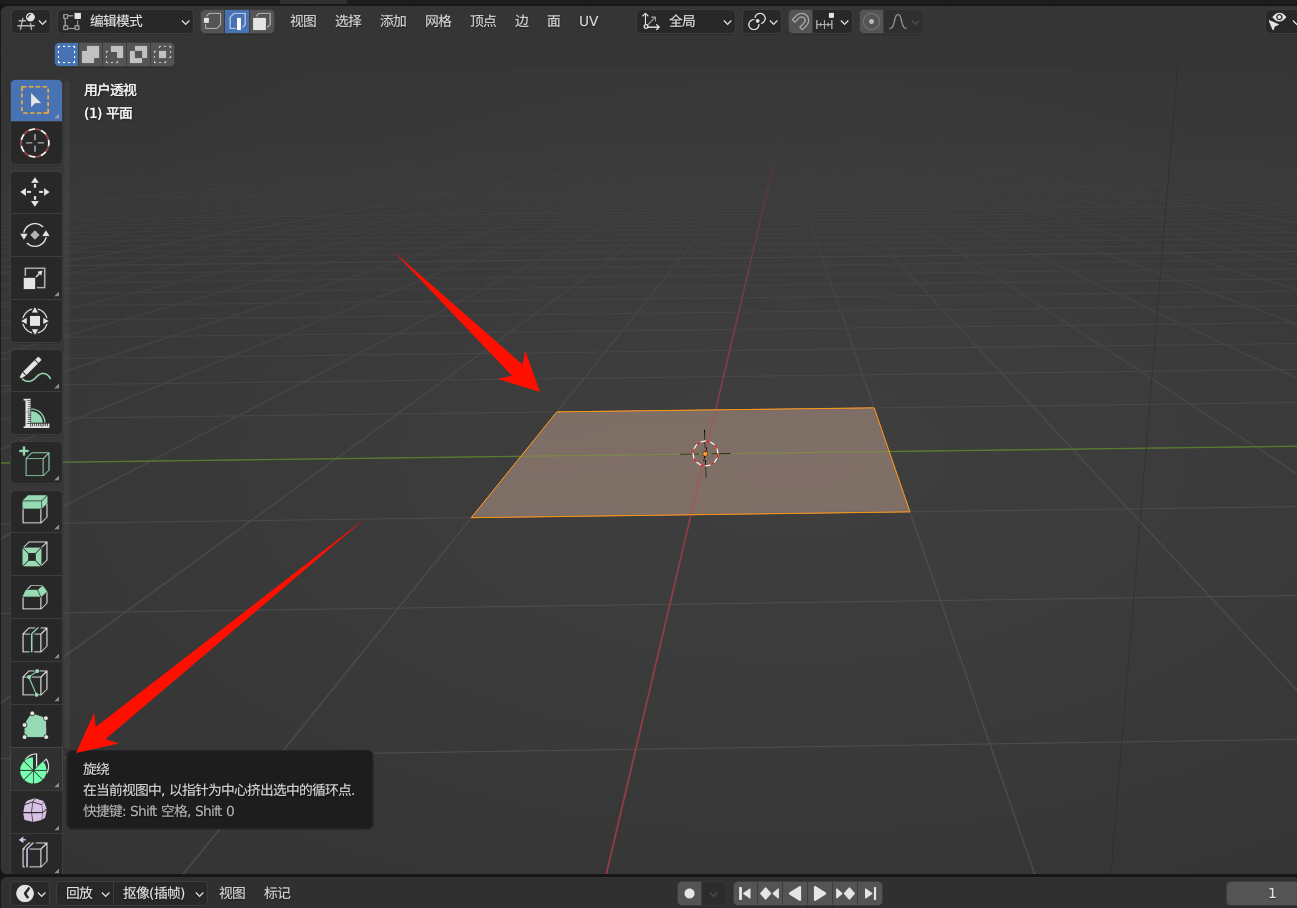 编辑模式 视图 选择 添加 网格 顶点 边 面 UV 全局
用户透视
(1) 平面
旋绕
在当前视图中, 以指针为中心挤出选中的循环点.
快捷键: Shift 空格, Shift 0
回放 抠像(插帧) 视图 标记 1